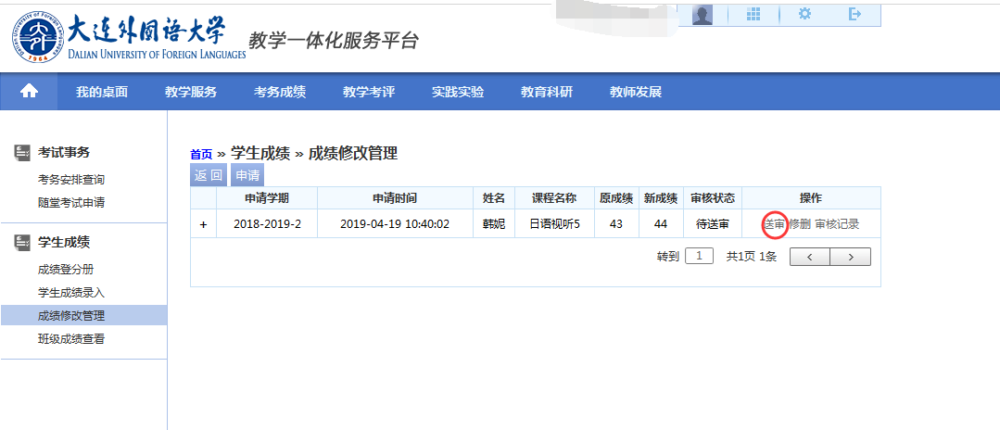 大连外国语大学
DALIAN UNIVERSITY OF FOREIGN LANGUAGES
Dalian University of Foreign Languages
1964
教学一体化服务平台
我的桌面 教学服务 考务成绩 教学考评 实践实验 教育科研 教师发展
考试事务
考务安排查询
随堂考试申请
学生成绩
成绩登分册
学生成绩录入
成绩修改管理
班级成绩查看
首页 » 学生成绩 » 成绩修改管理
返 回 申请
申请学期 申请时间 姓名 课程名称 原成绩 新成绩 审核状态 操作
+ 2018-2019-2 2019-04-19 10:40:02 韩妮 日语视听5 43 44 待送审 送审 修删 审核记录
转到 1 共1页 1条 < >